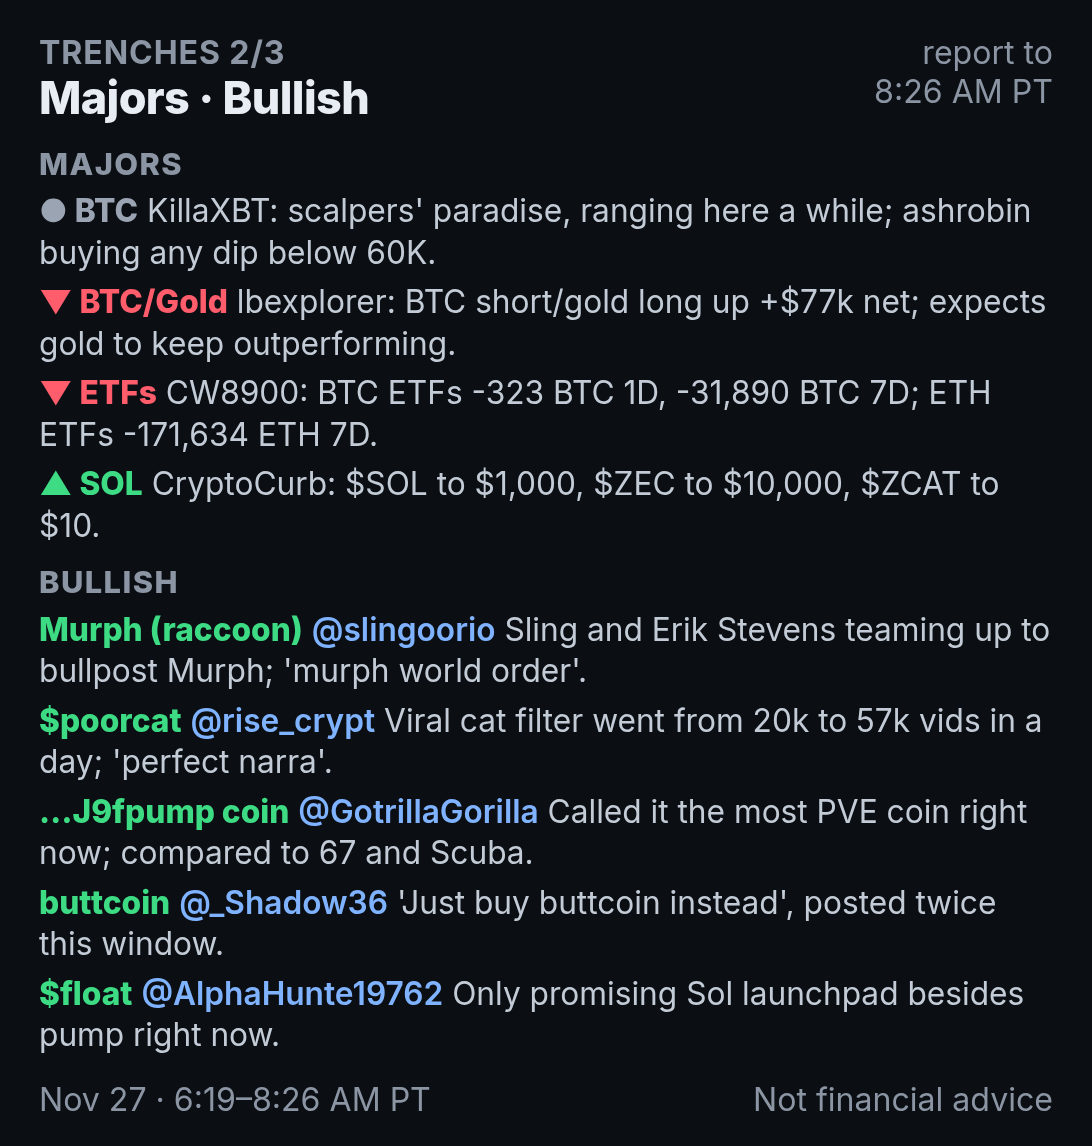 TRENCHES 2/3
report to
Majors · Bullish
8:26 AM PT
MAJORS
● BTC KillaXBT: scalpers' paradise, ranging here a while; ashrobin
buying any dip below 60K.
▼ BTC/Gold lbexplorer: BTC short/gold long up +$77k net; expects
gold to keep outperforming.
▼ ETFs CW8900: BTC ETFs -323 BTC 1D, -31,890 BTC 7D; ETH
ETFs -171,634 ETH 7D.
▲ SOL CryptoCurb: $SOL to $1,000, $ZEC to $10,000, $ZCAT to
$10.
BULLISH
Murph (raccoon) @slingoorio Sling and Erik Stevens teaming up to
bullpost Murph; 'murph world order'.
$poorcat @rise_crypt Viral cat filter went from 20k to 57k vids in a
day; 'perfect narra'.
...J9fpump coin @GotrillaGorilla Called it the most PVE coin right
now; compared to 67 and Scuba.
buttcoin @_Shadow36 'Just buy buttcoin instead', posted twice
this window.
$float @AlphaHunte19762 Only promising Sol launchpad besides
pump right now.
Nov 27 · 6:19–8:26 AM PT
Not financial advice